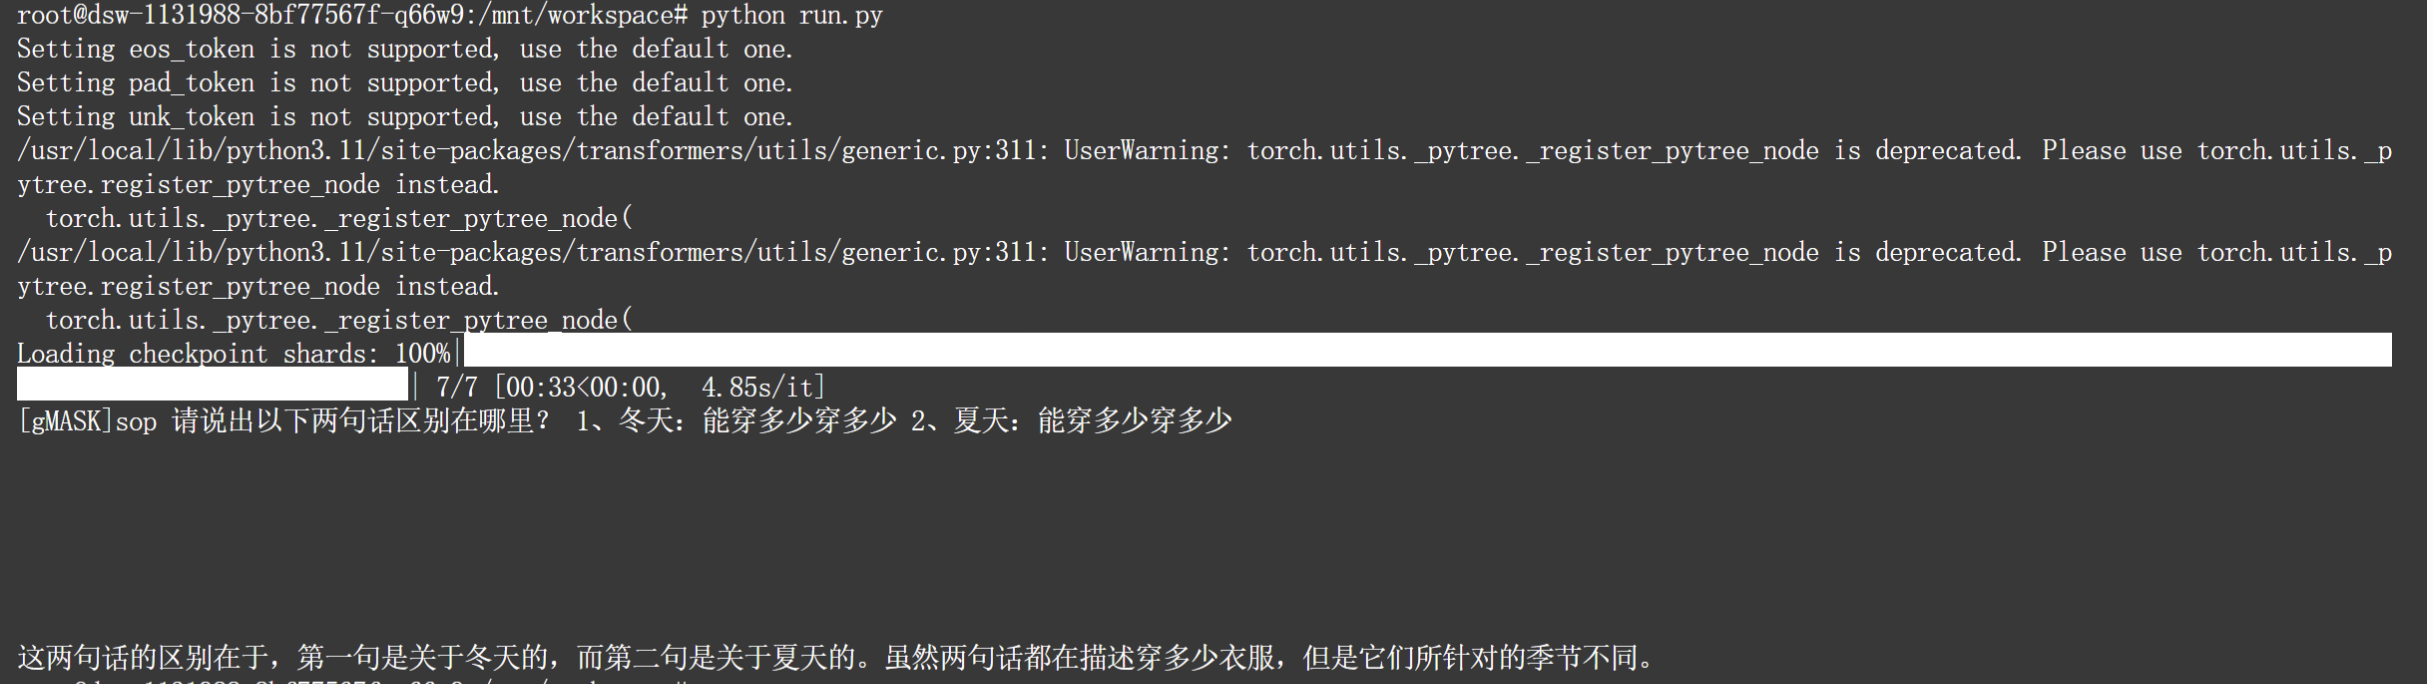 root@dsw-1131988-8bf77567f-q66w9:/mnt/workspace# python run.py
Setting eos_token is not supported, use the default one.
Setting pad_token is not supported, use the default one.
Setting unk_token is not supported, use the default one.
/usr/local/lib/python3.11/site-packages/transformers/utils/generic.py:311: UserWarning: torch.utils._pytree._register_pytree_node is deprecated. Please use torch.utils._p
ytree.register_pytree_node instead.
  torch.utils._pytree._register_pytree_node(
/usr/local/lib/python3.11/site-packages/transformers/utils/generic.py:311: UserWarning: torch.utils._pytree._register_pytree_node is deprecated. Please use torch.utils._p
ytree.register_pytree_node instead.
  torch.utils._pytree._register_pytree_node(
Loading checkpoint shards: 100%|
| 7/7 [00:33<00:00,  4.85s/it]
[gMASK]sop 请说出以下两句话区别在哪里？ 1、冬天：能穿多少穿多少 2、夏天：能穿多少穿多少
这两句话的区别在于，第一句是关于冬天的，而第二句是关于夏天的。虽然两句话都在描述穿多少衣服，但是它们所针对的季节不同。